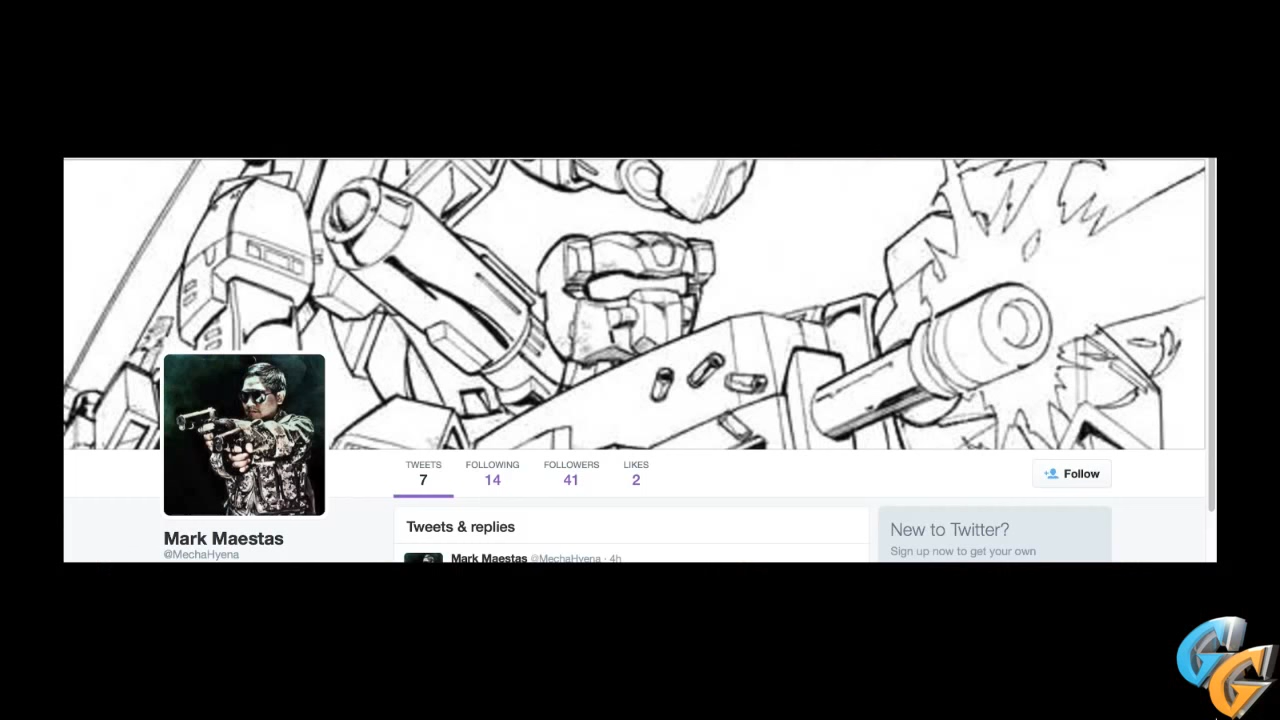 TWEETS FOLLOWING FOLLOWERS LIKES
7 14 41 2
Follow
Tweets & replies
New to Twitter?
Sign up now to get your own
Mark Maestas
@MechaHyena
Mark Maestas @MechaHyena · 4h
GG